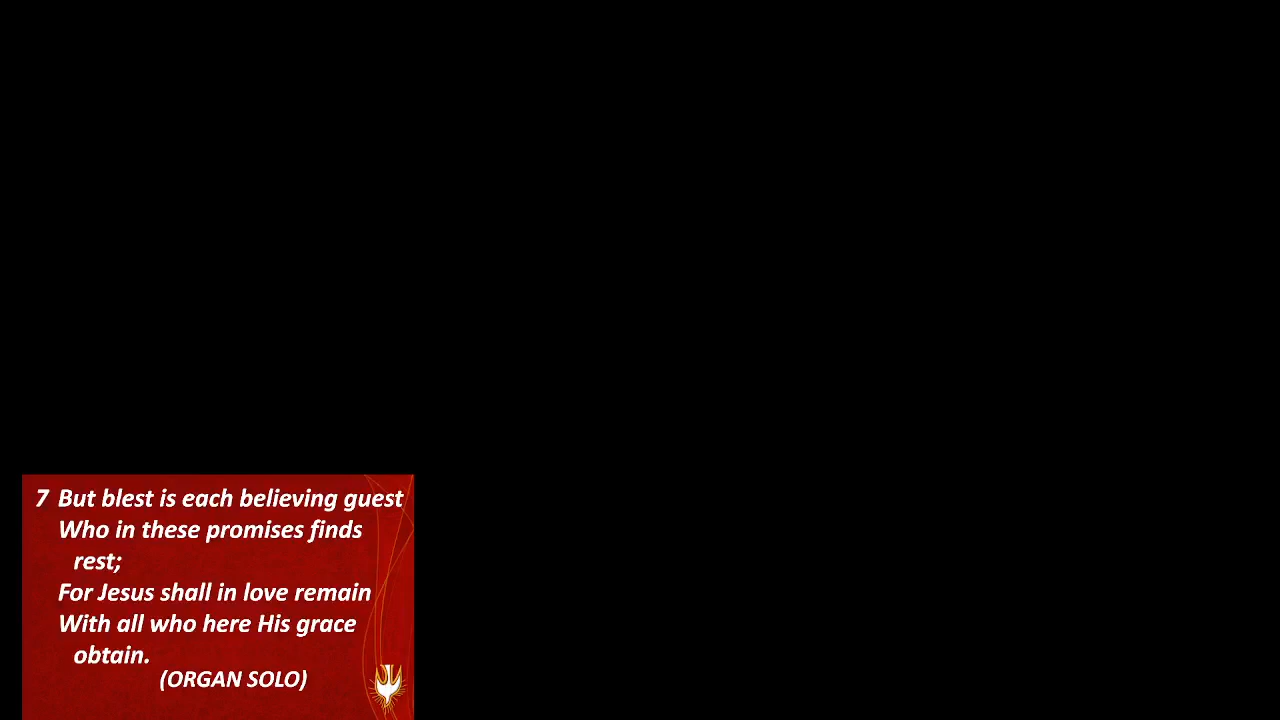 7 But blest is each believing guest
Who in these promises finds
rest;
For Jesus shall in love remain
With all who here His grace
obtain.
(ORGAN SOLO)